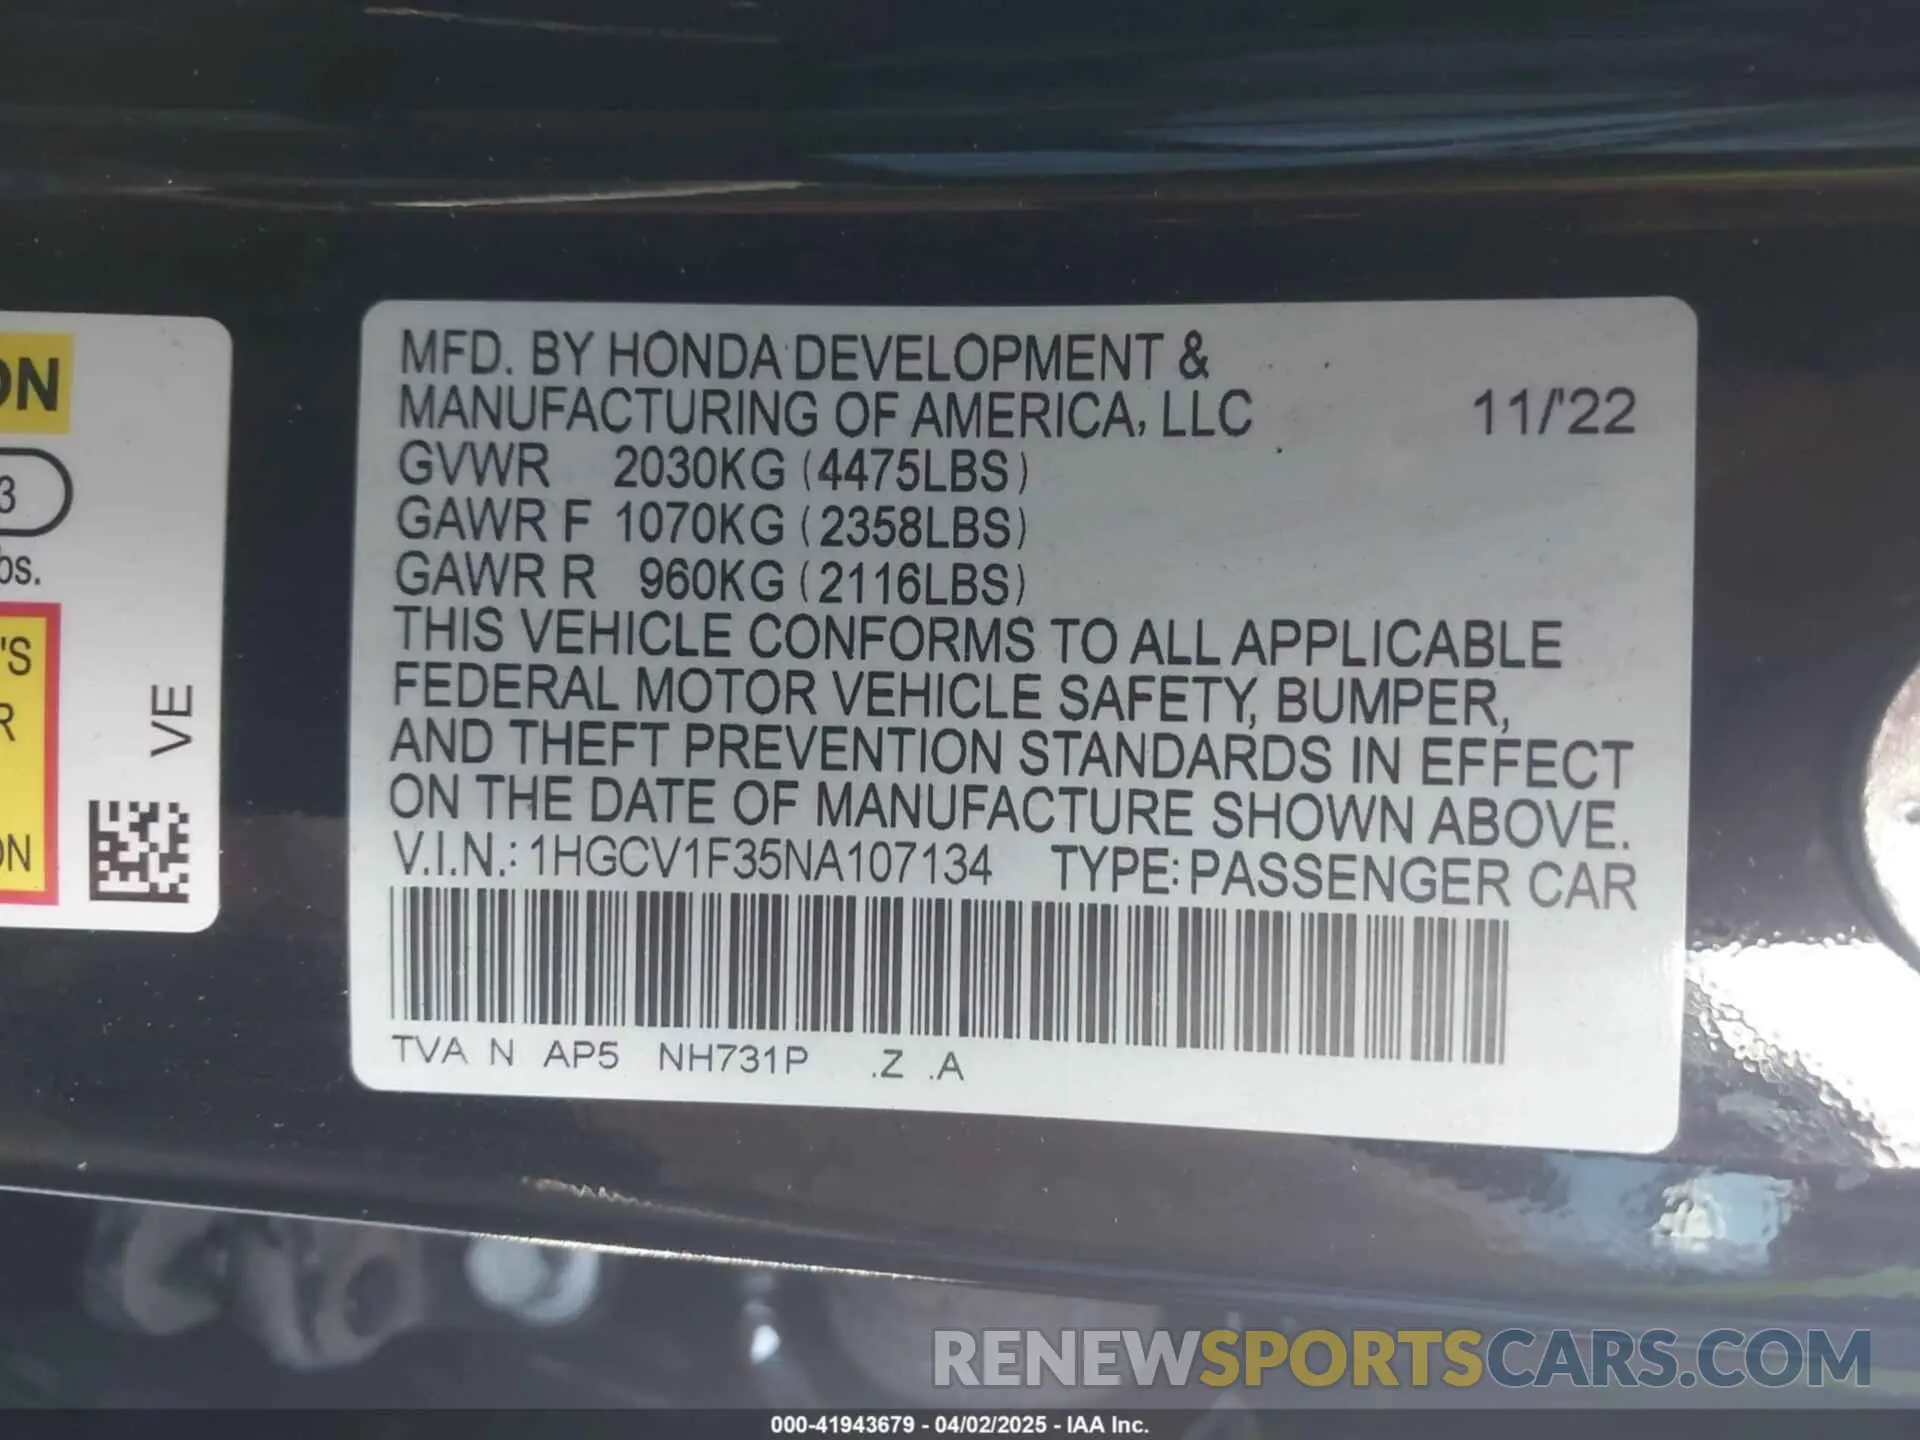 ON
3
bs.
'S
R
ON
VE
MFD. BY HONDA DEVELOPMENT &
MANUFACTURING OF AMERICA, LLC 11/'22
GVWR 2030KG (4475LBS)
GAWR F 1070KG (2358LBS)
GAWR R 960KG (2116LBS)
THIS VEHICLE CONFORMS TO ALL APPLICABLE
FEDERAL MOTOR VEHICLE SAFETY, BUMPER,
AND THEFT PREVENTION STANDARDS IN EFFECT
ON THE DATE OF MANUFACTURE SHOWN ABOVE.
V.I.N.: 1HGCV1F35NA107134 TYPE: PASSENGER CAR
TVA N AP5 NH731P .Z .A
RENEWSPORTSCARS.COM
000-41943679 - 04/02/2025 - IAA Inc.